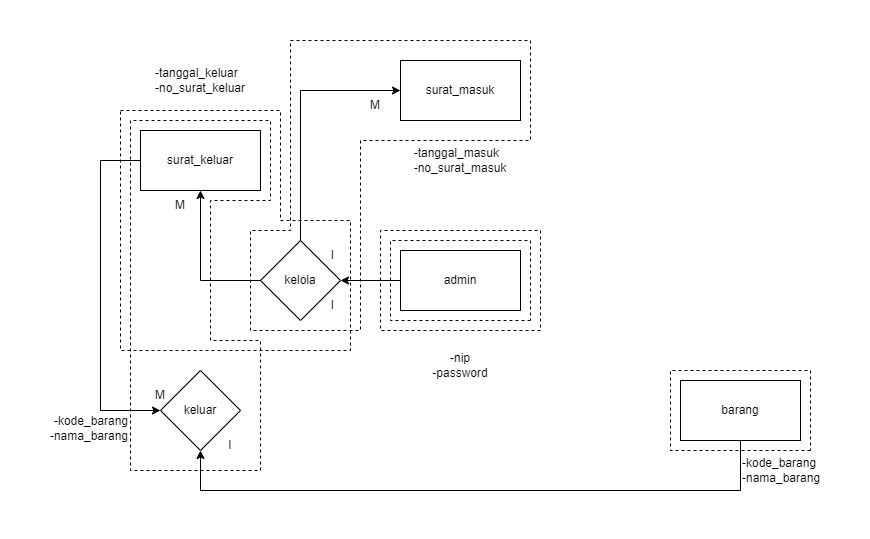 -tanggal_keluar
-no_surat_keluar
surat_masuk
M
-tanggal_masuk
-no_surat_masuk
surat_keluar
M
I
kelola
admin
I
-nip
-password
M
keluar
-kode_barang
-nama_barang
I
barang
-kode_barang
-nama_barang